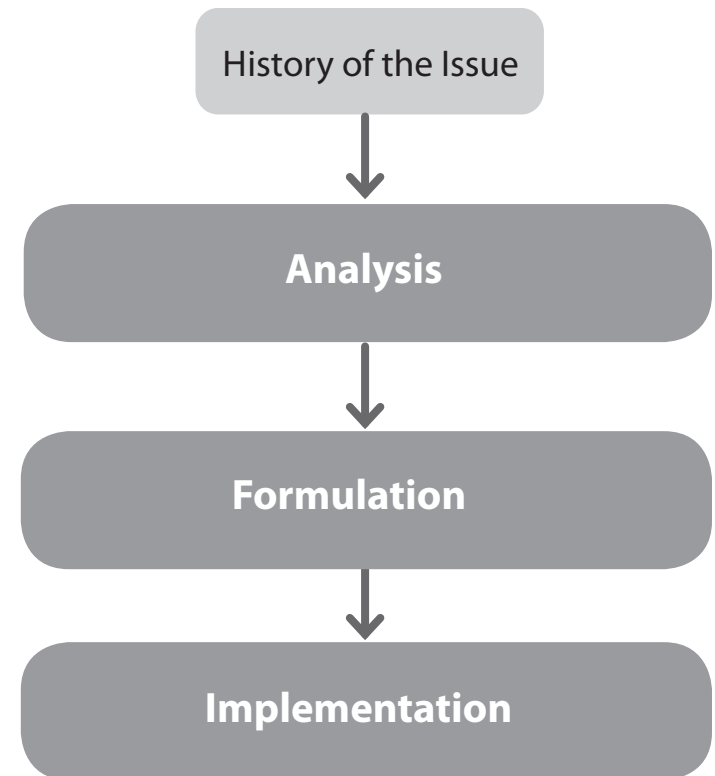 History of the Issue
Analysis
Formulation
Implementation